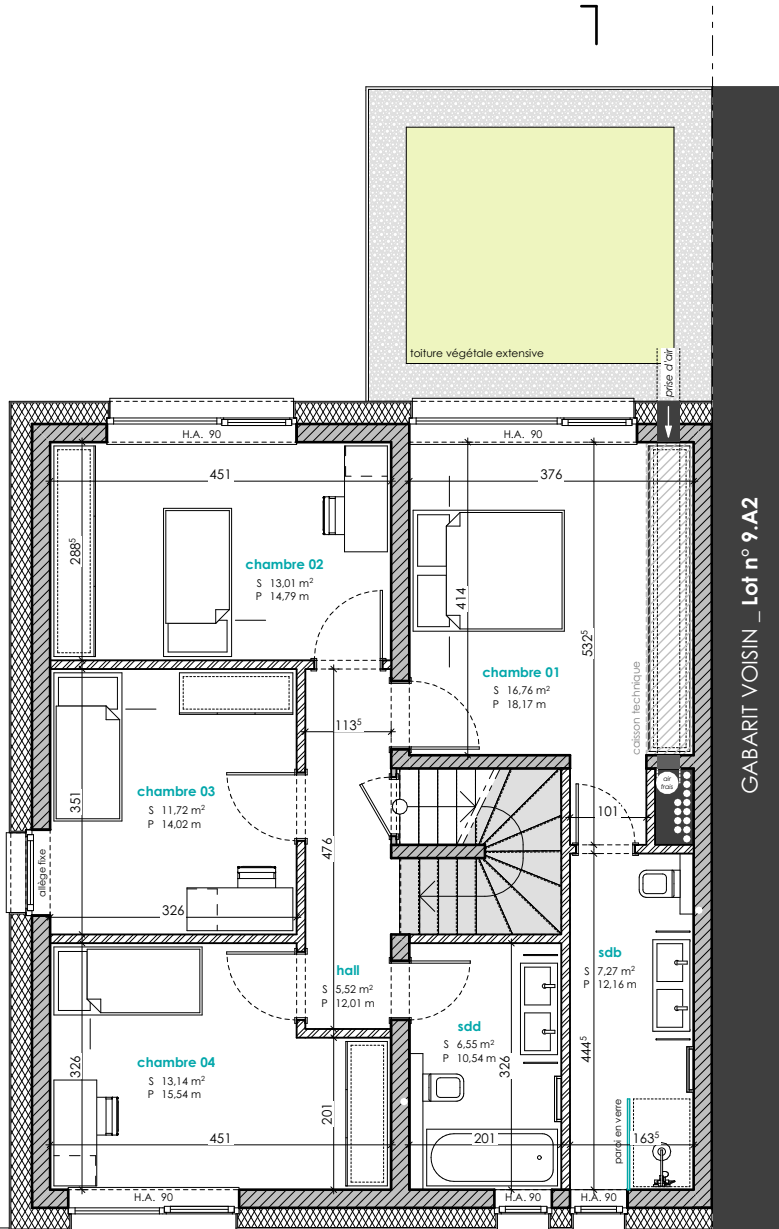 toiture végétale extensive
prise d'air
H.A. 90
H.A. 90
451
376
288⁵
chambre 02
S 13,01 m²
P 14,79 m
414
532⁵
chambre 01
S 16,76 m²
P 18,17 m
caisson technique
GABARIT VOISIN _ Lot n° 9.A2
113⁵
chambre 03
S 11,72 m²
P 14,02 m
351
476
air
frais
101
allège fixe
326
hall
S 5,52 m²
P 12,01 m
sdb
S 7,27 m²
P 12,16 m
sdd
S 6,55 m²
P 10,54 m
326
444⁵
chambre 04
S 13,14 m²
P 15,54 m
326
201
paroi en verre
451
201
163⁵
H.A. 90
H.A. 90
H.A. 90